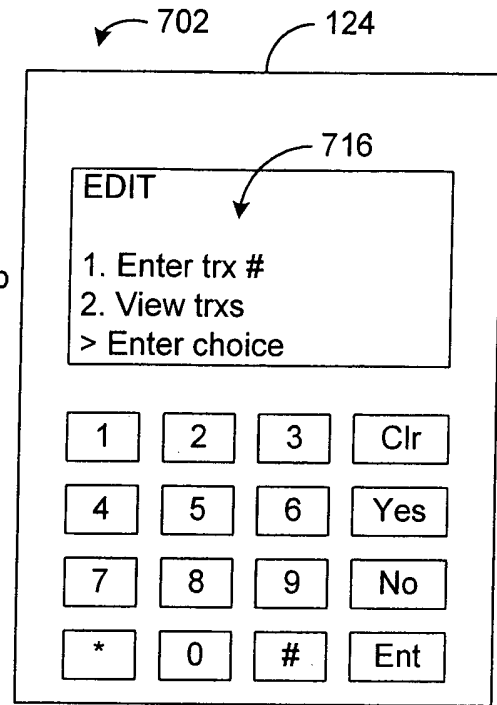 702
124
716
EDIT
1. Enter trx #
2. View trxs
> Enter choice
1 2 3 Clr
4 5 6 Yes
7 8 9 No
* 0 # Ent